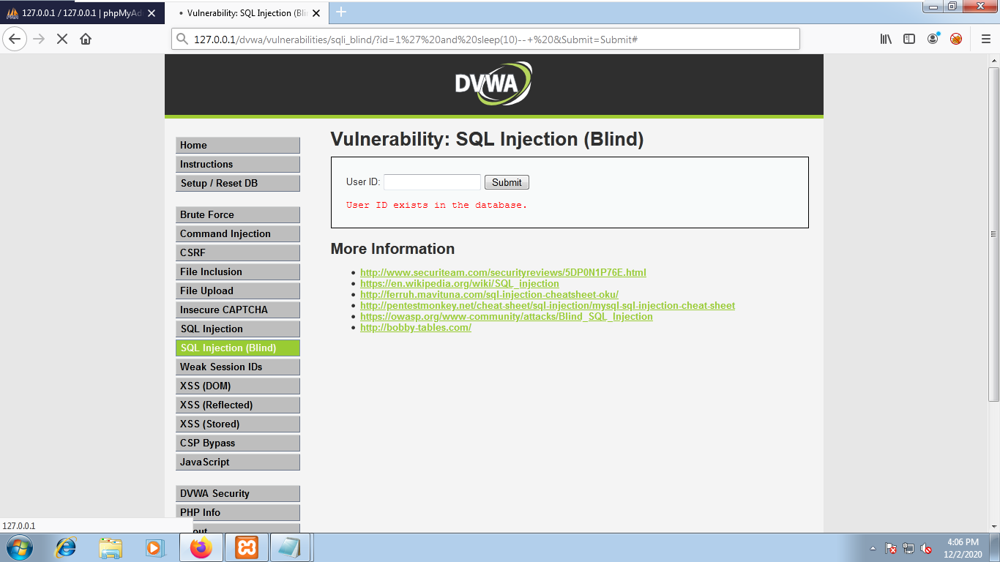 127.0.0.1 / 127.0.0.1 | phpMyAd
Vulnerability: SQL Injection (Blin
127.0.0.1/dvwa/vulnerabilities/sqli_blind/?id=1%27%20and%20sleep(10)--+%20&Submit=Submit#
DVWA
Home
Instructions
Setup / Reset DB
Brute Force
Command Injection
CSRF
File Inclusion
File Upload
Insecure CAPTCHA
SQL Injection
SQL Injection (Blind)
Weak Session IDs
XSS (DOM)
XSS (Reflected)
XSS (Stored)
CSP Bypass
JavaScript
DVWA Security
PHP Info
out
Vulnerability: SQL Injection (Blind)
User ID:
Submit
User ID exists in the database.
More Information
http://www.securiteam.com/securityreviews/5DP0N1P76E.html
https://en.wikipedia.org/wiki/SQL_injection
http://ferruh.mavituna.com/sql-injection-cheatsheet-oku/
http://pentestmonkey.net/cheat-sheet/sql-injection/mysql-sql-injection-cheat-sheet
https://owasp.org/www-community/attacks/Blind_SQL_Injection
http://bobby-tables.com/
127.0.0.1
4:06 PM
12/2/2020